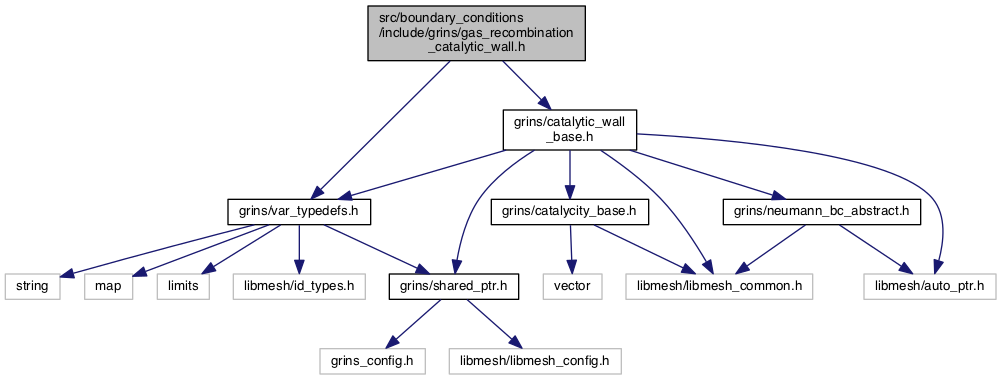 src/boundary_conditions
/include/grins/gas_recombination
_catalytic_wall.h
grins/catalytic_wall
_base.h
grins/var_typedefs.h
grins/catalycity_base.h
grins/neumann_bc_abstract.h
string
map
limits
libmesh/id_types.h
grins/shared_ptr.h
vector
libmesh/libmesh_common.h
libmesh/auto_ptr.h
grins_config.h
libmesh/libmesh_config.h